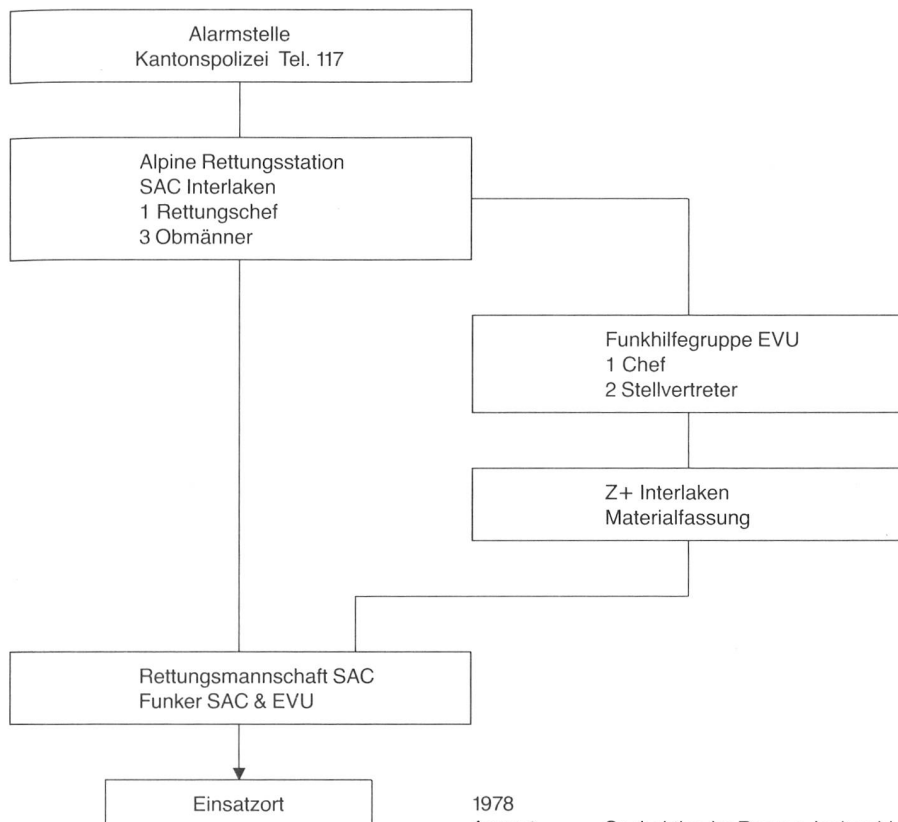 Alarmstelle
Kantonspolizei Tel. 117
Alpine Rettungsstation
SAC Interlaken
1 Rettungschef
3 Obmänner
Funkhilfegruppe EVU
1 Chef
2 Stellvertreter
Z+ Interlaken
Materialfassung
Rettungsmannschaft SAC
Funker SAC & EVU
Einsatzort
1978